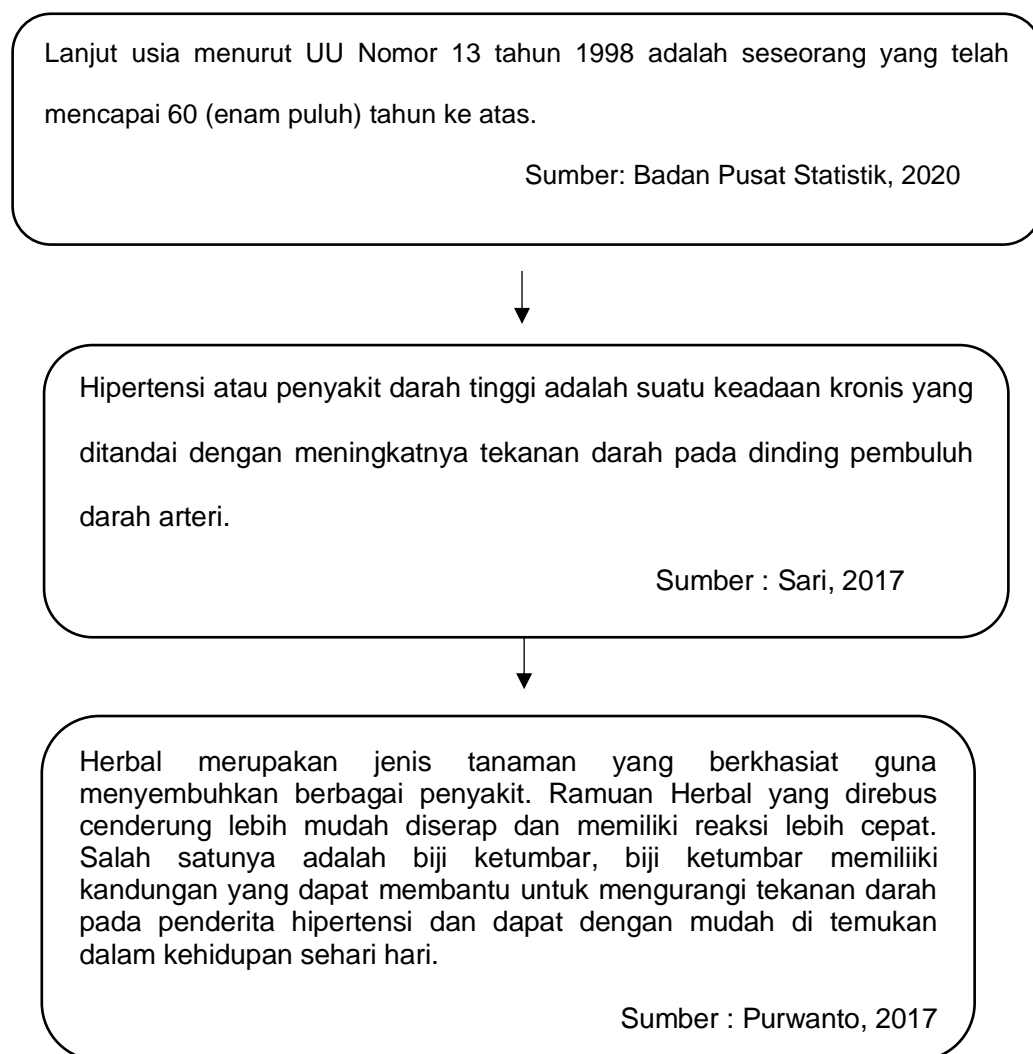 Lanjut usia menurut UU Nomor 13 tahun 1998 adalah seseorang yang telah
mencapai 60 (enam puluh) tahun ke atas.
Sumber: Badan Pusat Statistik, 2020
Hipertensi atau penyakit darah tinggi adalah suatu keadaan kronis yang
ditandai dengan meningkatnya tekanan darah pada dinding pembuluh
darah arteri.
Sumber : Sari, 2017
Herbal merupakan jenis tanaman yang berkhasiat guna
menyembuhkan berbagai penyakit. Ramuan Herbal yang direbus
cenderung lebih mudah diserap dan memiliki reaksi lebih cepat.
Salah satunya adalah biji ketumbar, biji ketumbar memiliiki
kandungan yang dapat membantu untuk mengurangi tekanan darah
pada penderita hipertensi dan dapat dengan mudah di temukan
dalam kehidupan sehari hari.
Sumber : Purwanto, 2017